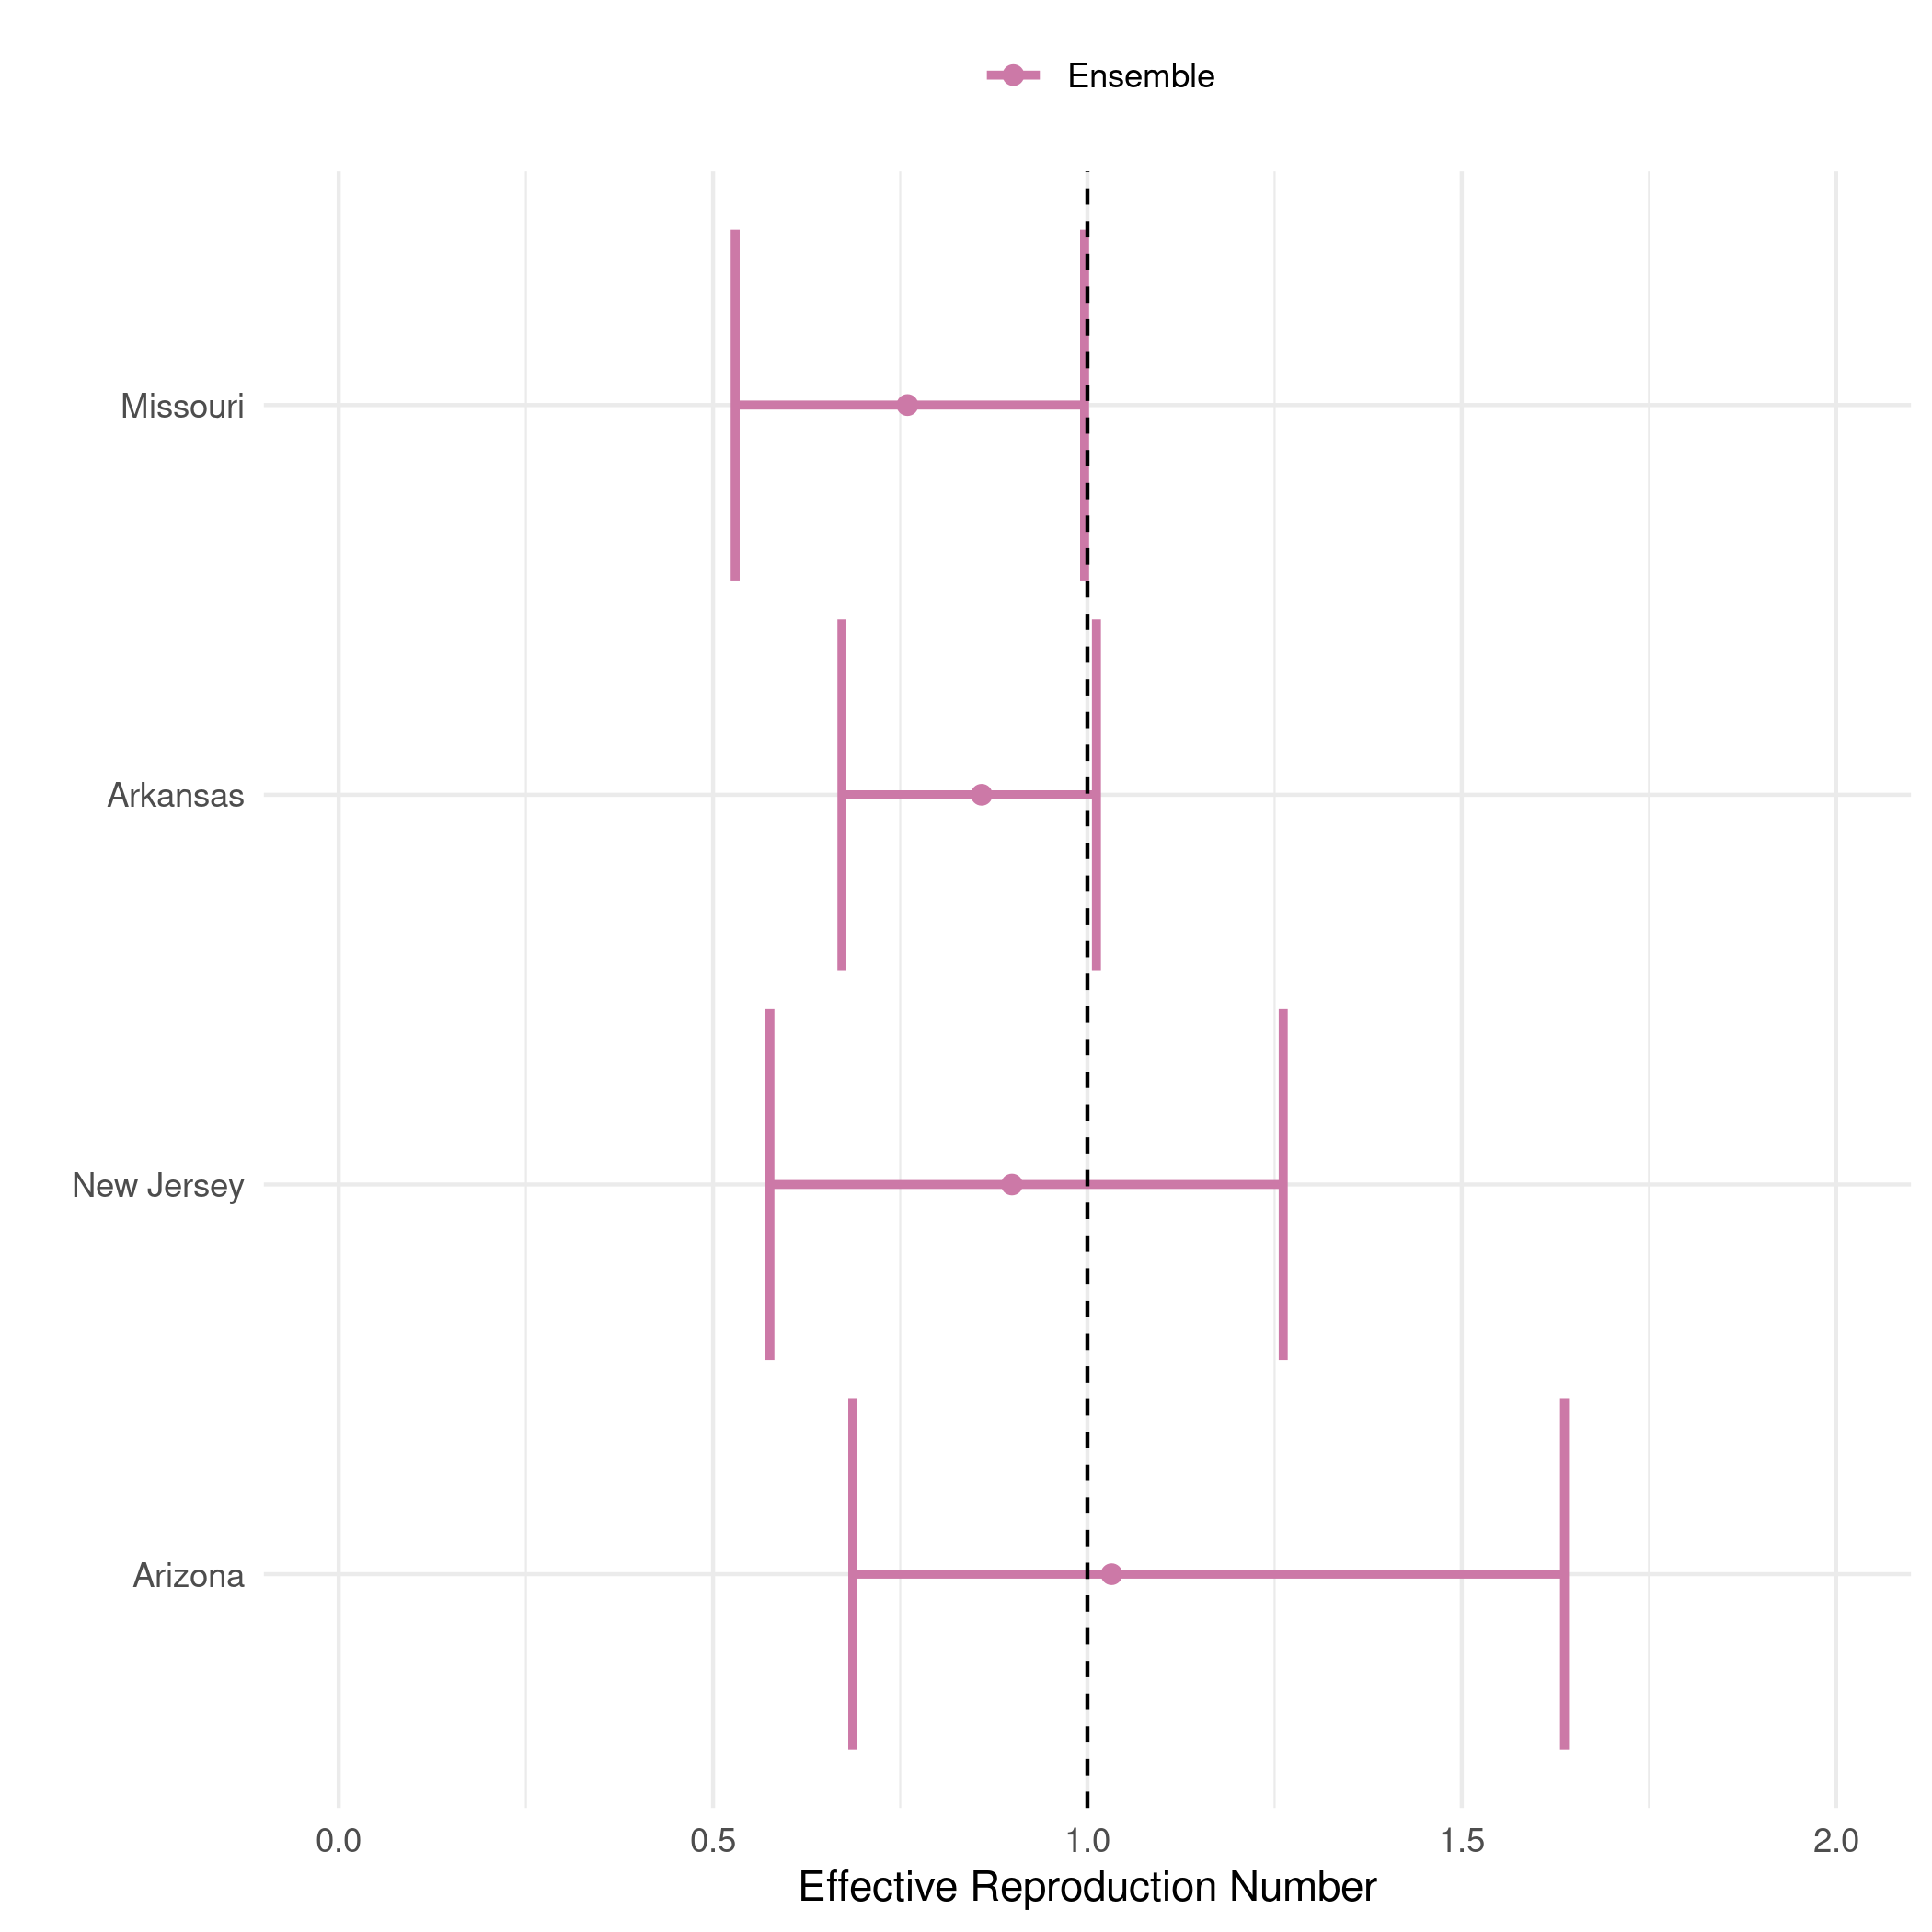 Ensemble
Missouri
Arkansas
New Jersey
Arizona
0.0 0.5 1.0 1.5 2.0
Effective Reproduction Number